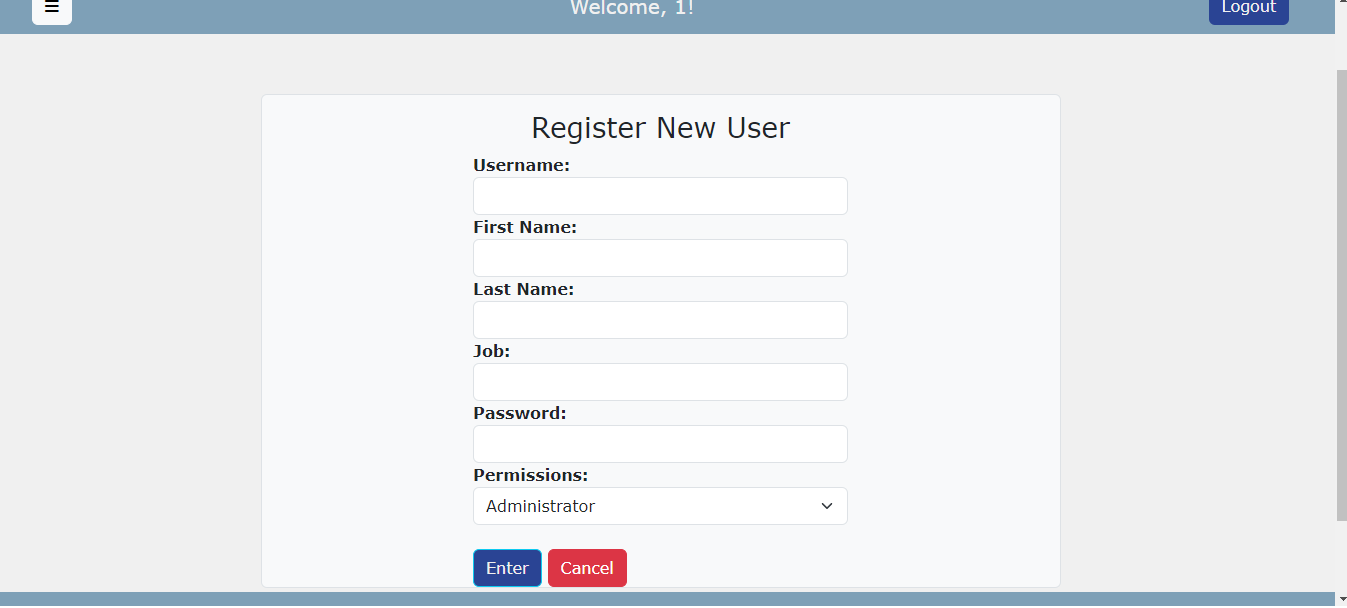 Welcome, 1!
Logout
Register New User
Username:
First Name:
Last Name:
Job:
Password:
Permissions:
Administrator
Enter Cancel